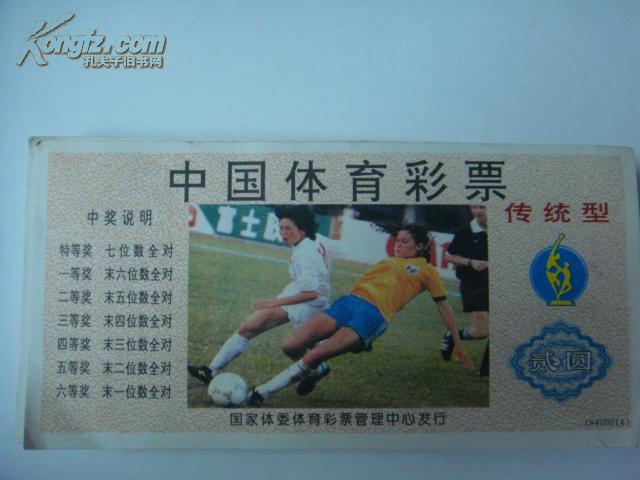 Kongfz.com
孔夫子旧书网
中国体育彩票
传统型
中奖说明
特等奖 七位数全对
一等奖 末六位数全对
二等奖 末五位数全对
三等奖 末四位数全对
四等奖 末三位数全对
五等奖 末二位数全对
六等奖 末一位数全对
富士
贰圆
国家体委体育彩票管理中心发行
(9400014)